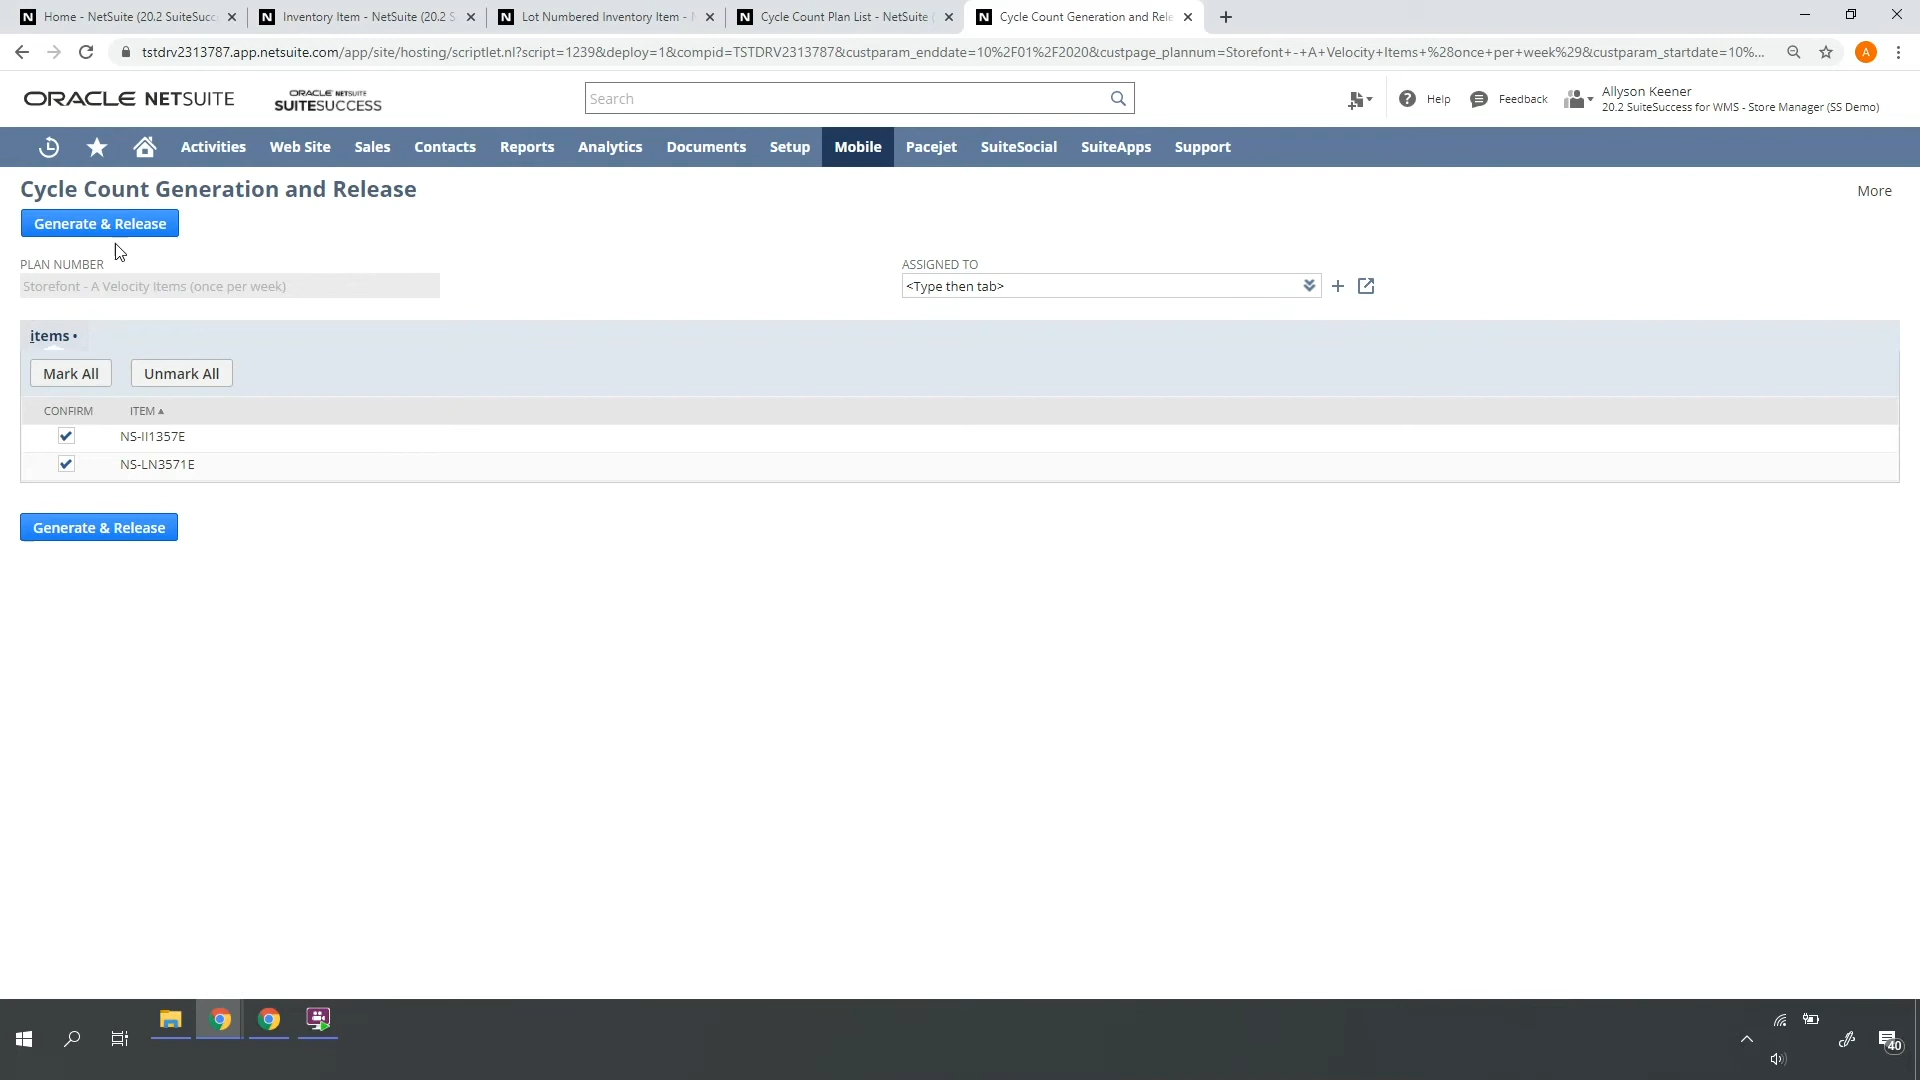 Home - NetSuite (20.2 SuiteSucc
Inventory Item - NetSuite (20.2 S
Lot Numbered Inventory Item -
Cycle Count Plan List - NetSuite (
Cycle Count Generation and Rele
tstdrv2313787.app.netsuite.com/app/site/hosting/scriptlet.nl?script=1239&deploy=1&compid=TSTDRV2313787&custparam_enddate=10%2F01%2F2020&custpage_plannum=Storefont+-+A+Velocity+Items+%28once+per+week%29&custparam_startdate=10%...
A
ORACLE NETSUITE
ORACLE NETSUITE
SUITESUCCESS
Search
Help
Feedback
Allyson Keener
20.2 SuiteSuccess for WMS - Store Manager (SS Demo)
Activities
Web Site
Sales
Contacts
Reports
Analytics
Documents
Setup
Mobile
Pacejet
SuiteSocial
SuiteApps
Support
Cycle Count Generation and Release
More
Generate & Release
PLAN NUMBER
Storefont - A Velocity Items (once per week)
ASSIGNED TO
<Type then tab>
items •
Mark All
Unmark All
CONFIRM
ITEM ▲
NS-II1357E
NS-LN3571E
Generate & Release
40